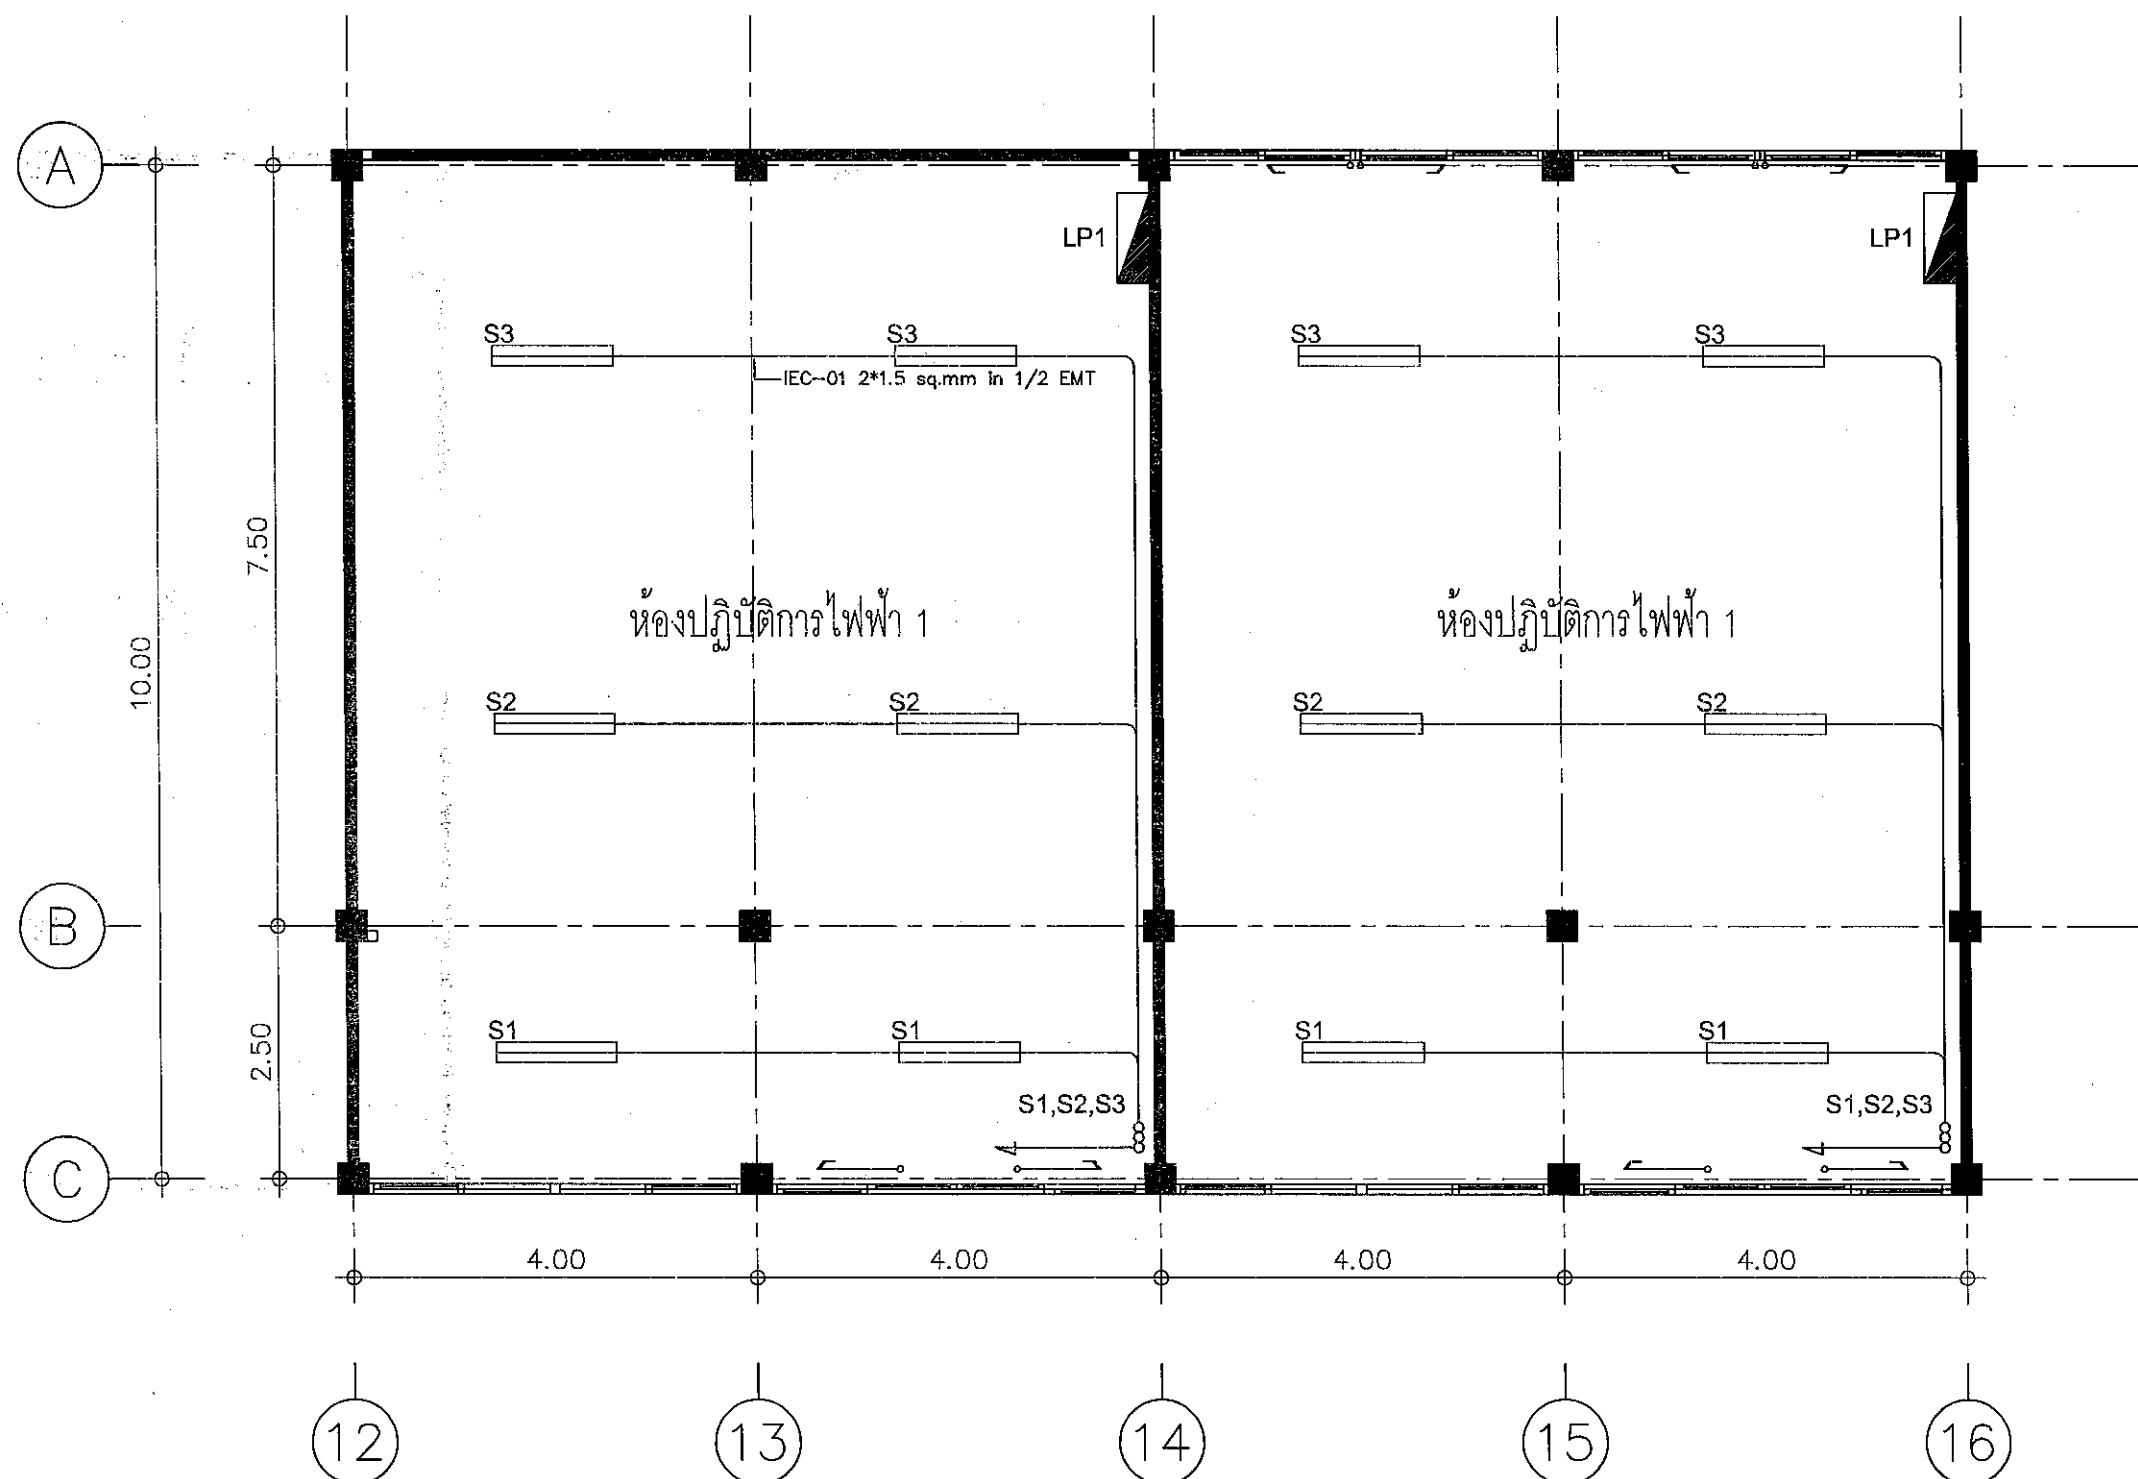 A
LP1
LP1
S3
S3
S3
S3
IEC-01 2*1.5 sq.mm in 1/2 EMT
7.50
ห้องปฏิบัติการไฟฟ้า 1
ห้องปฏิบัติการไฟฟ้า 1
10.00
S2
S2
S2
S2
B
S1
S1
S1
S1
2.50
S1,S2,S3
S1,S2,S3
C
4.00
4.00
4.00
4.00
12
13
14
15
16